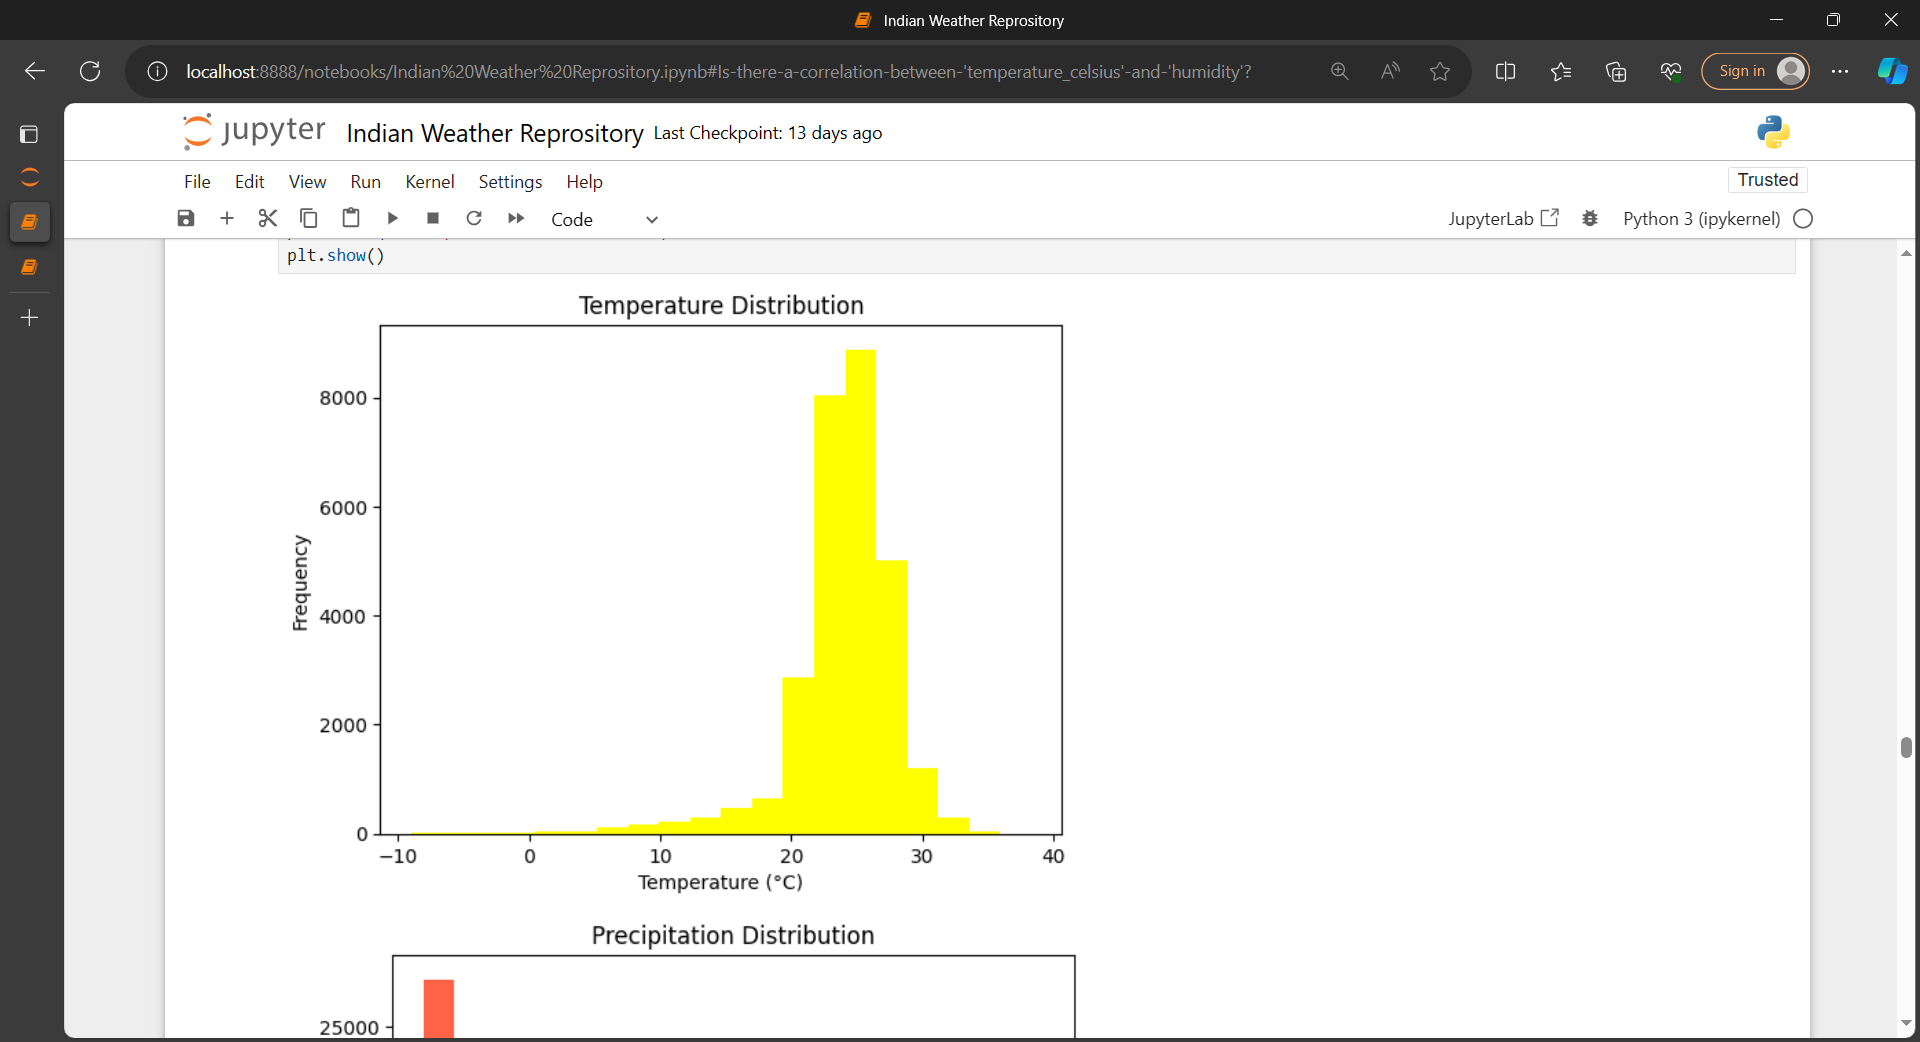 Indian Weather Reprository
localhost:8888/notebooks/Indian%20Weather%20Reprository.ipynb#Is-there-a-correlation-between-'temperature_celsius'-and-'humidity'?
Sign in
jupyter Indian Weather Reprository Last Checkpoint: 13 days ago
File Edit View Run Kernel Settings Help
Trusted
Code
JupyterLab
Python 3 (ipykernel)
plt.show()
Temperature Distribution
8000
6000
4000
2000
0
Frequency
−10 0 10 20 30 40
Temperature (°C)
Precipitation Distribution
25000